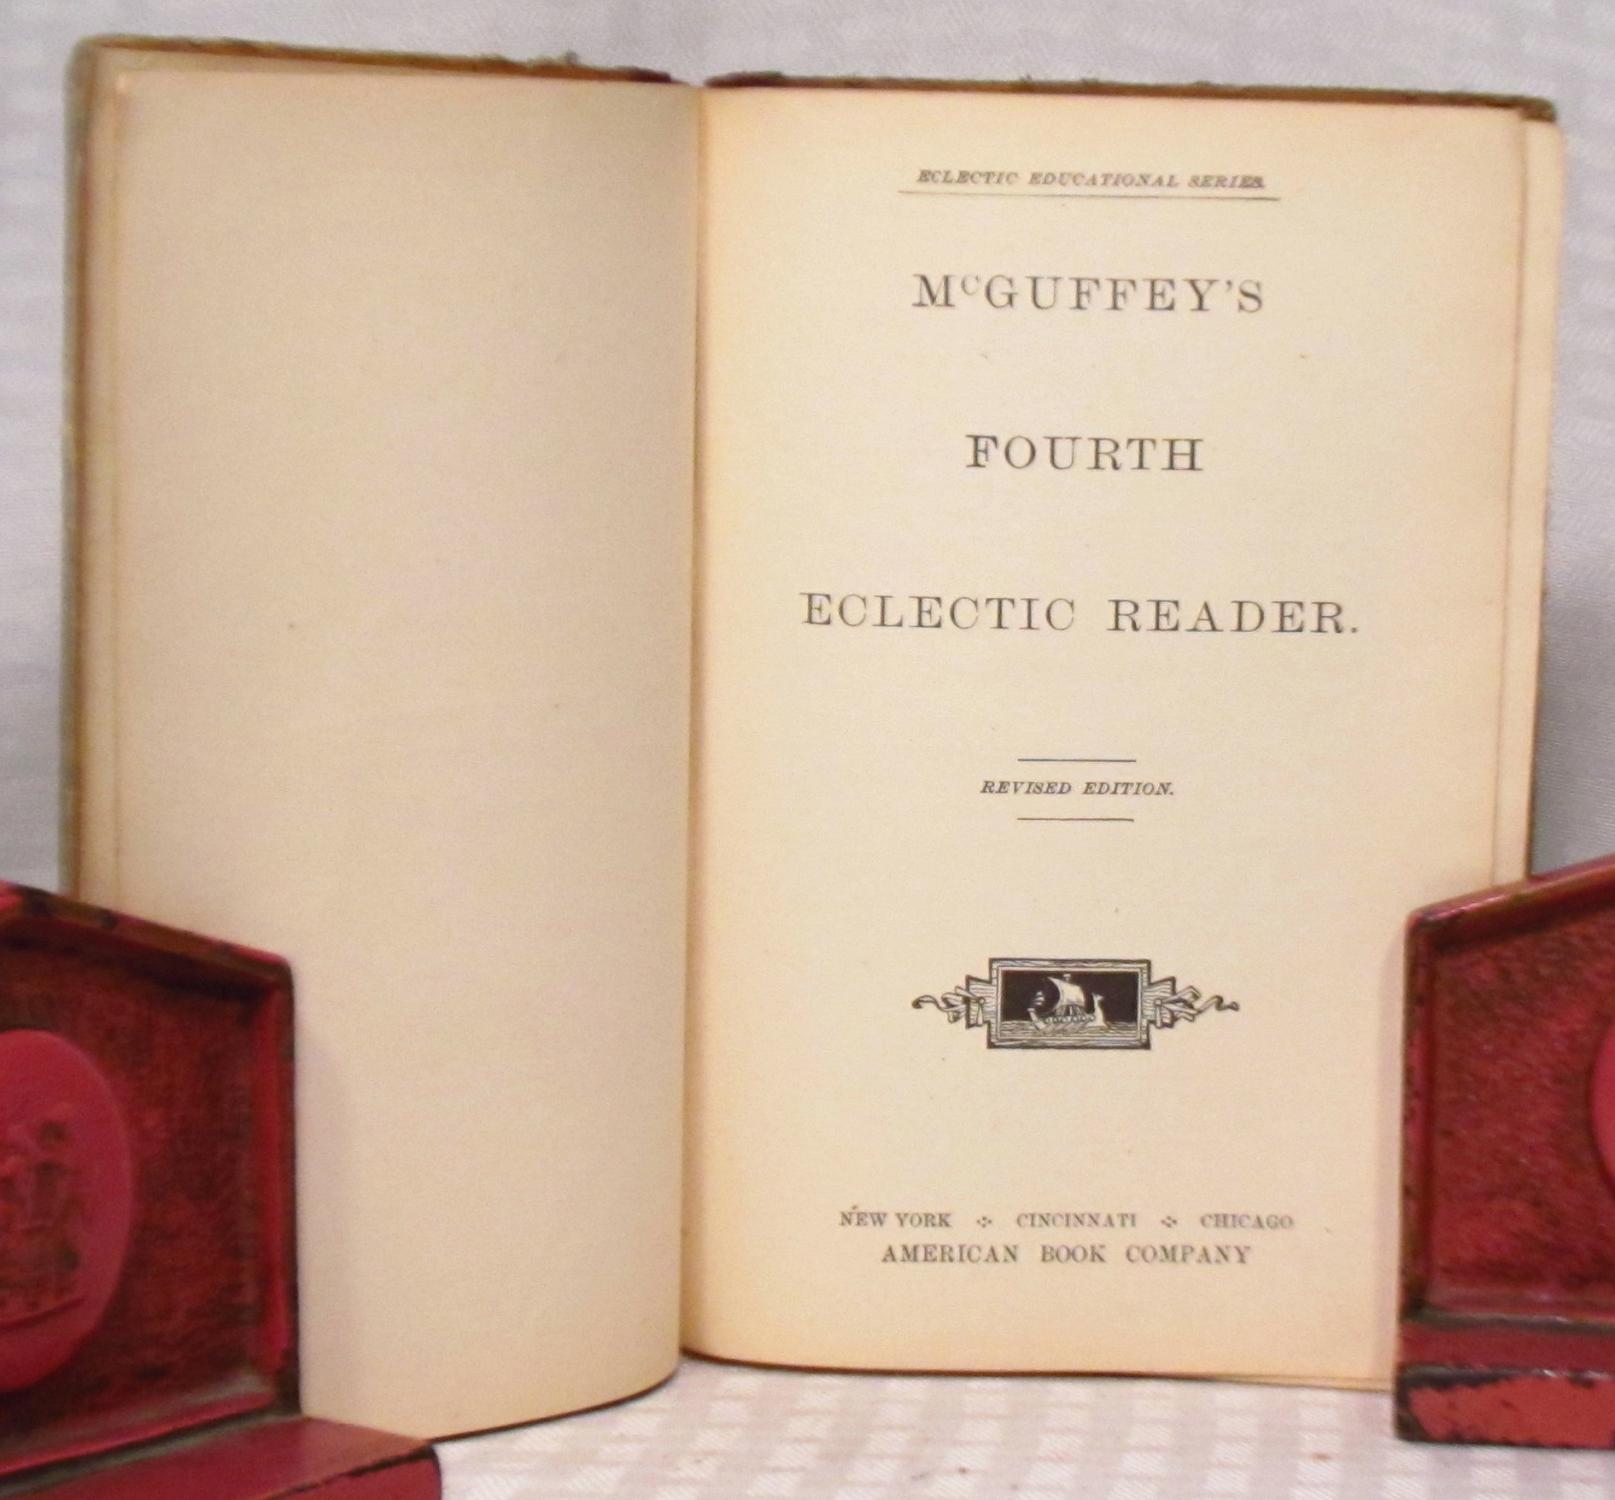 ECLECTIC EDUCATIONAL SERIES.
McGUFFEY'S
FOURTH
ECLECTIC READER.
REVISED EDITION.
NEW YORK ⁘ CINCINNATI ⁘ CHICAGO
AMERICAN BOOK COMPANY